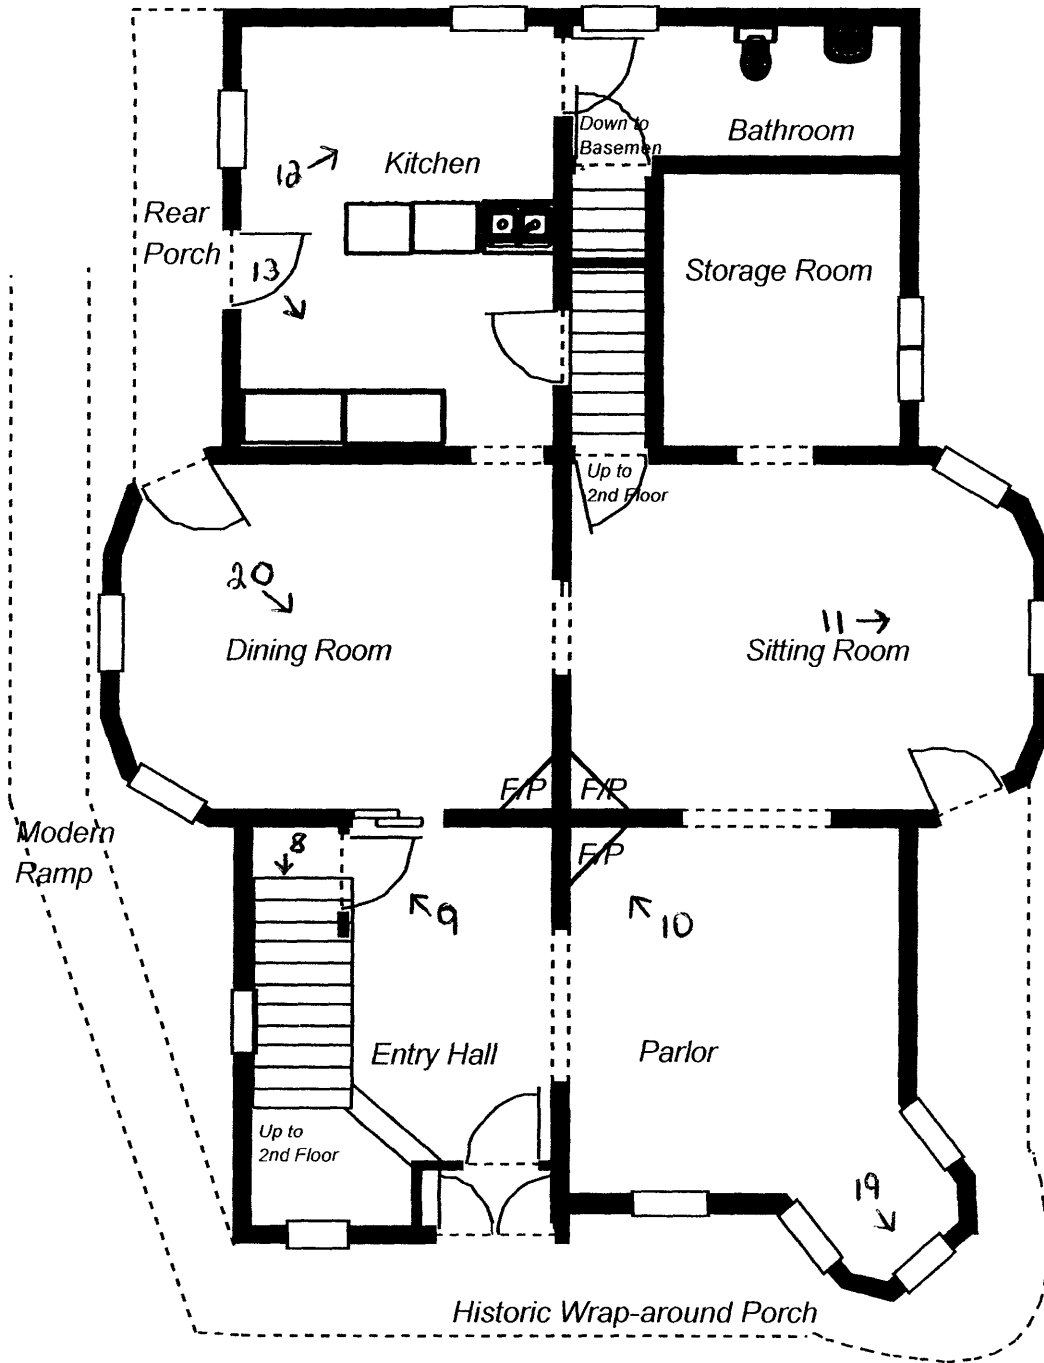 Down to
Basemen
Bathroom
12
Kitchen
Rear
Porch
13
Storage Room
Up to
2nd Floor
20
11
Dining Room
Sitting Room
F/P
F/P
Modern
Ramp
8
F/P
9
10
Entry Hall
Parlor
Up to
2nd Floor
19
Historic Wrap-around Porch